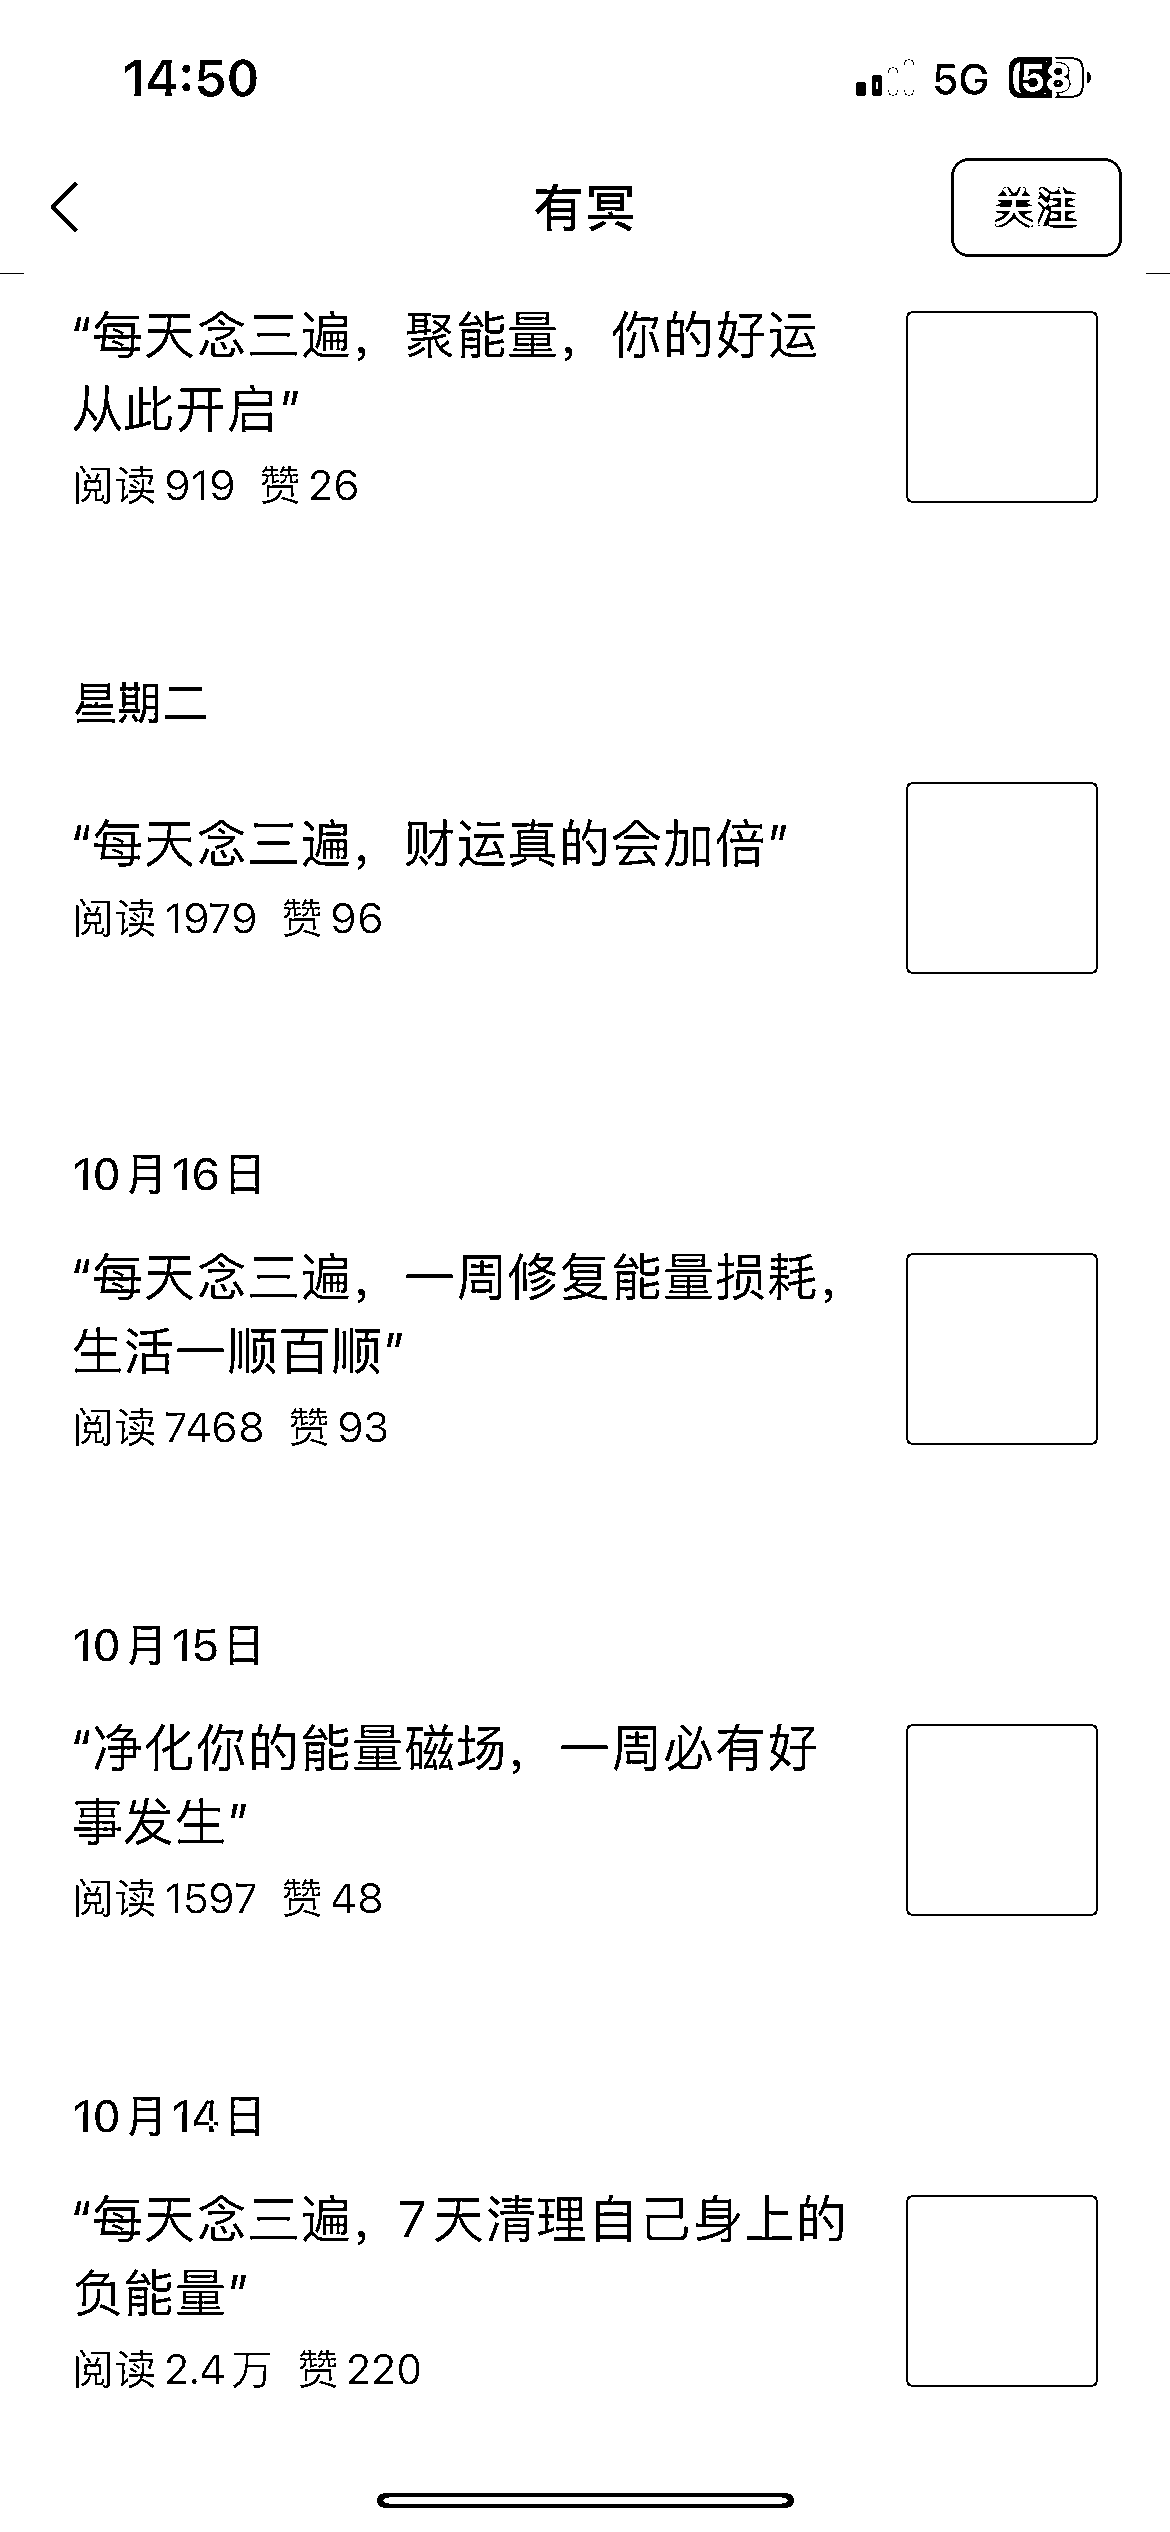 14:50
5G 58
有冥
关注
“每天念三遍，聚能量，你的好运
从此开启”
阅读 919 赞 26
星期二
“每天念三遍，财运真的会加倍”
阅读 1979 赞 96
10月16日
“每天念三遍，一周修复能量损耗，
生活一顺百顺”
阅读 7468 赞 93
10月15日
“净化你的能量磁场，一周必有好
事发生”
阅读 1597 赞 48
10月14日
“每天念三遍，7天清理自己身上的
负能量”
阅读 2.4万 赞 220